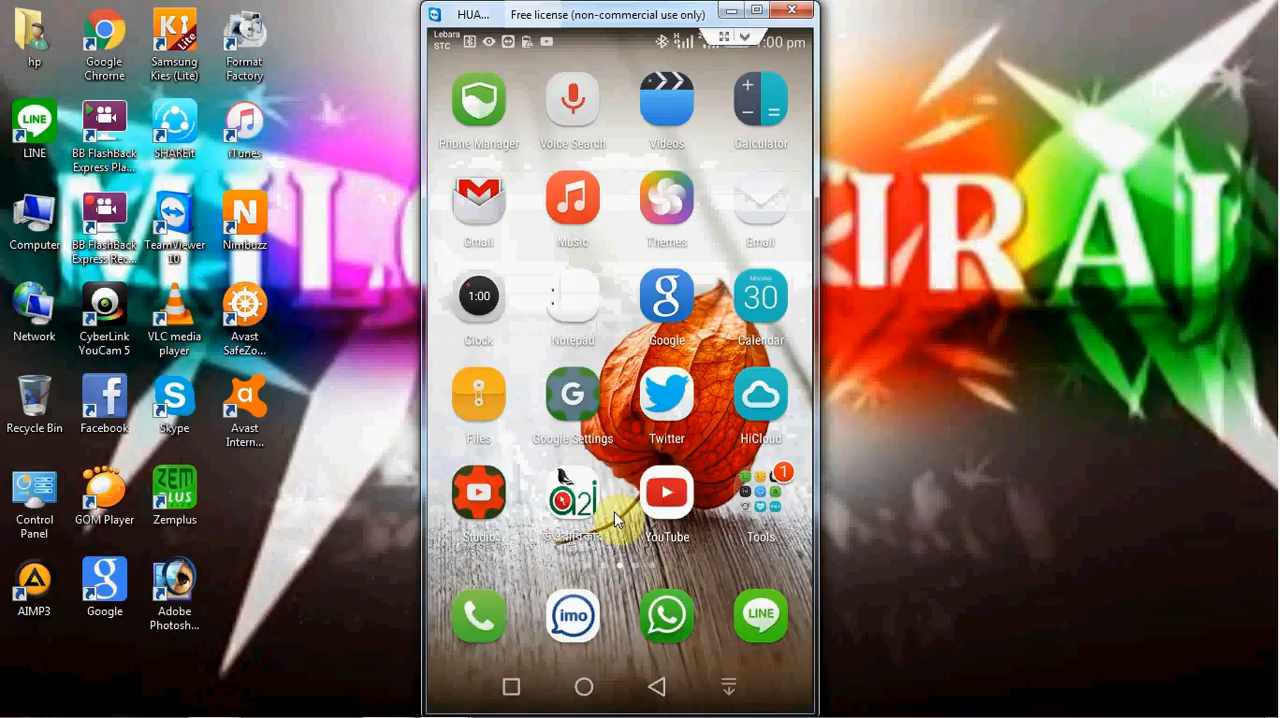 HUA... Free license (non-commercial use only)
hp
Google Chrome
Samsung Kies (Lite)
Format Factory
LINE
BB FlashBack Express Pla...
SHAREit
iTunes
Computer
BB FlashBack Express Rec...
TeamViewer 10
Nimbuzz
Network
CyberLink YouCam 5
VLC media player
Avast SafeZo...
Recycle Bin
Facebook
Skype
Avast Intern...
Control Panel
GOM Player
Zemplus
AIMP3
Google
Adobe Photosh...
Lebara
STC
:00 pm
Phone Manager
Voice Search
Videos
Calculator
Gmail
Music
Themes
Email
1:00
Monday
30
Clock
Notepad
Google
Calendar
Files
Google Settings
Twitter
HiCloud
a2i
1
Studio
YouTube
Tools
imo
LINE